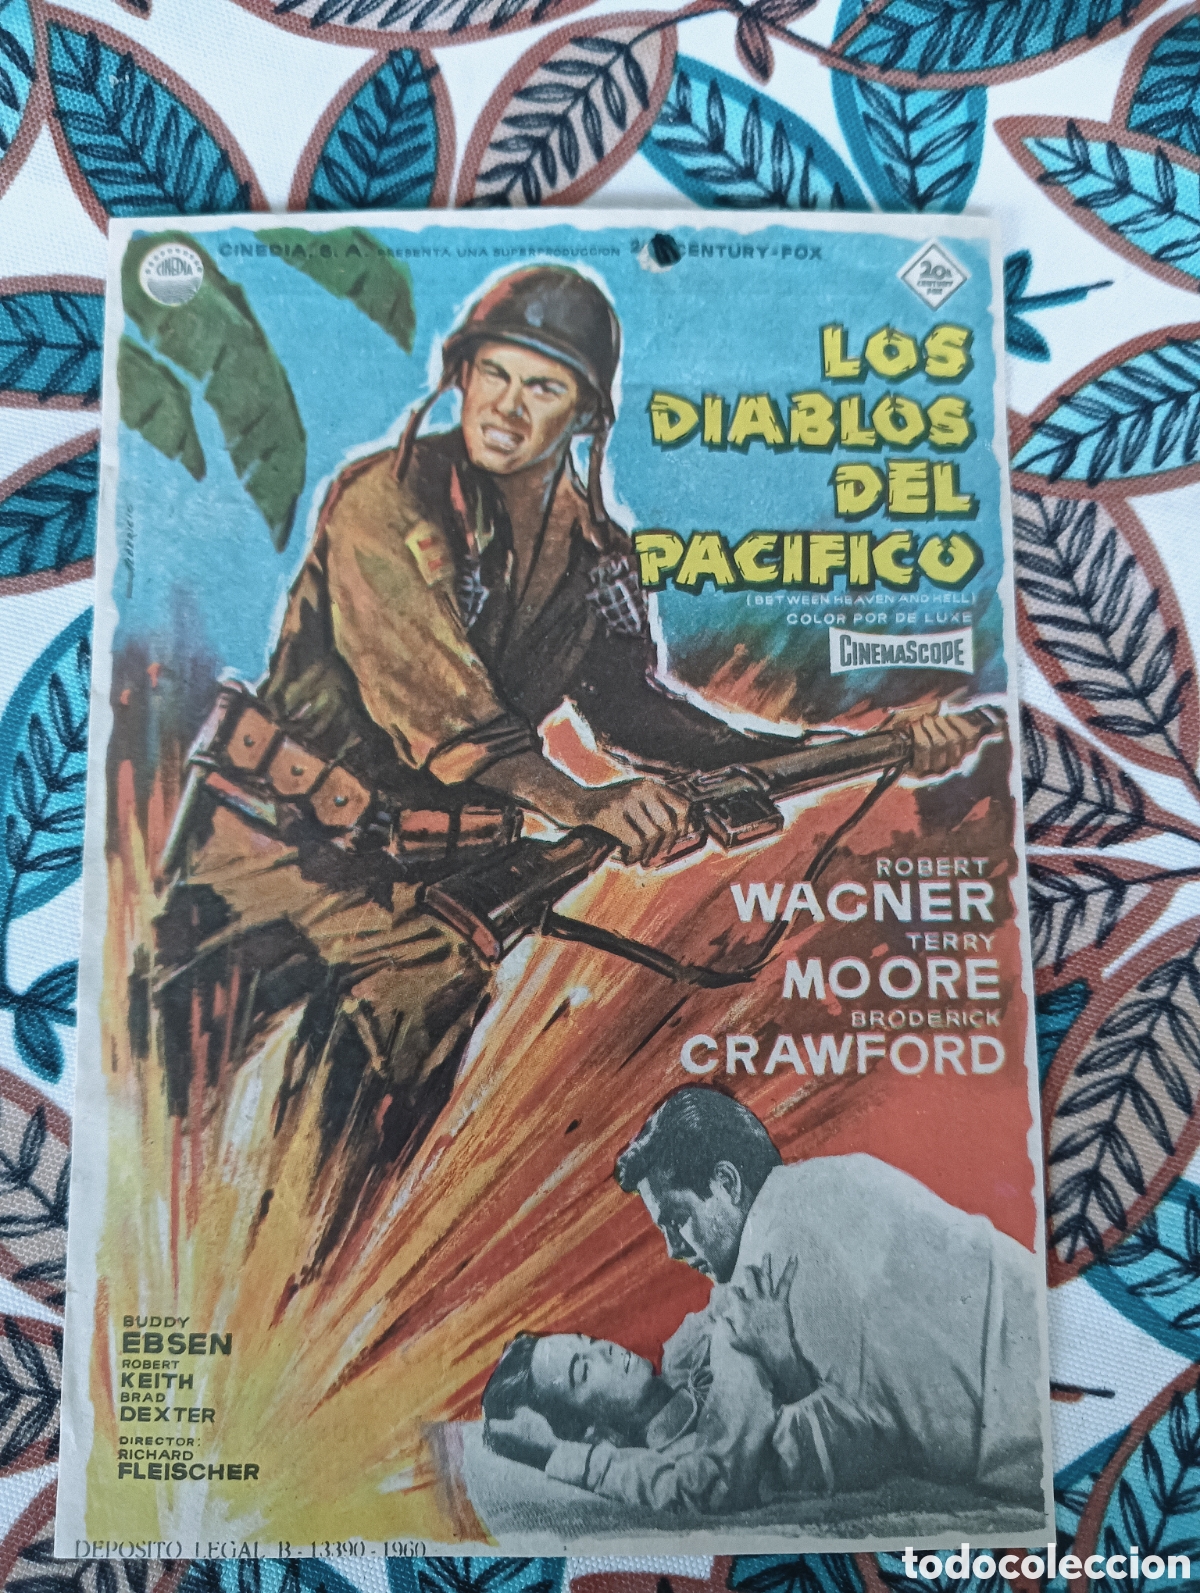 CINEDIA, S. A. PRESENTA UNA SUPERPRODUCCION 2 CENTURY-FOX
CINEDIA
20th
CENTURY
FOX
LOS
DIABLOS
DEL
PACIFICO
(BETWEEN HEAVEN AND HELL)
COLOR POR DE LUXE
CINEMASCOPE
ROBERT
WAGNER
TERRY
MOORE
BRODERICK
CRAWFORD
BUDDY
EBSEN
ROBERT
KEITH
BRAD
DEXTER
DIRECTOR:
RICHARD
FLEISCHER
DEPOSITO LEGAL B - 13390 - 1960
todocoleccion